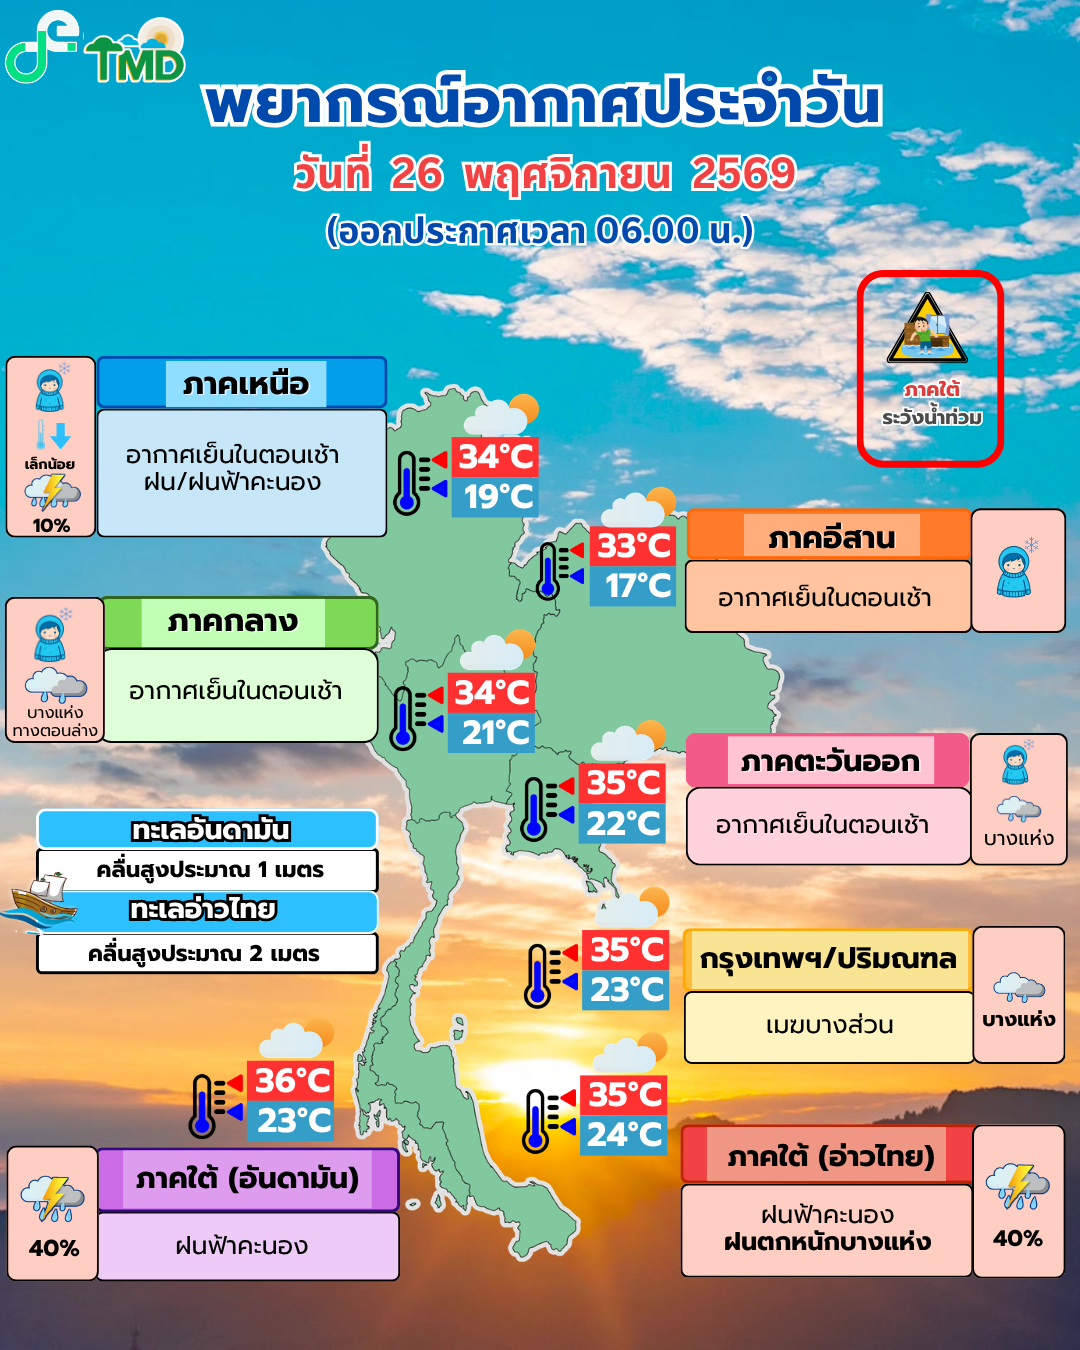 TMD
พยากรณ์อากาศประจำวัน
วันที่ 26 พฤศจิกายน 2569
(ออกประกาศเวลา 06.00 น.)
ภาคใต้
ระวังน้ำท่วม
ภาคเหนือ
อากาศเย็นในตอนเช้า
ฝน/ฝนฟ้าคะนอง
เล็กน้อย
10%
34°C
19°C
33°C
17°C
ภาคอีสาน
อากาศเย็นในตอนเช้า
ภาคกลาง
อากาศเย็นในตอนเช้า
บางแห่ง
ทางตอนล่าง
34°C
21°C
35°C
22°C
ภาคตะวันออก
อากาศเย็นในตอนเช้า
บางแห่ง
ทะเลอันดามัน
คลื่นสูงประมาณ 1 เมตร
ทะเลอ่าวไทย
คลื่นสูงประมาณ 2 เมตร
35°C
23°C
กรุงเทพฯ/ปริมณฑล
เมฆบางส่วน
บางแห่ง
36°C
23°C
35°C
24°C
ภาคใต้ (อันดามัน)
ฝนฟ้าคะนอง
40%
ภาคใต้ (อ่าวไทย)
ฝนฟ้าคะนอง
ฝนตกหนักบางแห่ง
40%